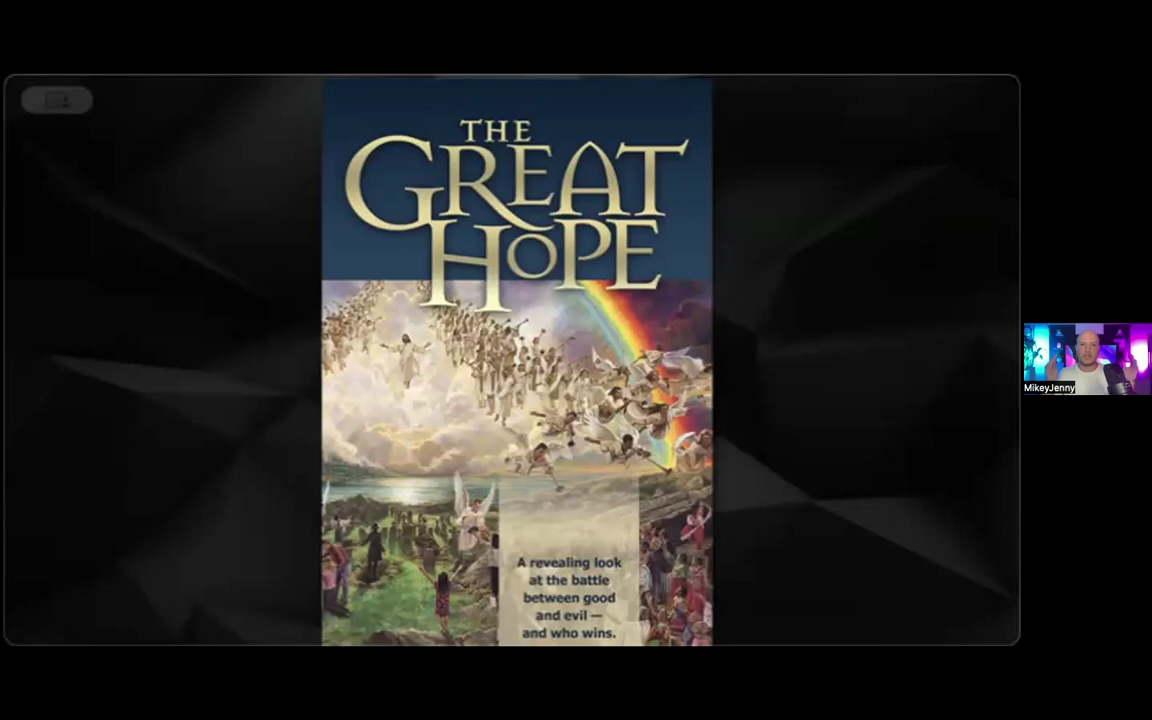 THE
GREAT
HOPE
A revealing look
at the battle
between good
and evil —
and who wins.
MikeyJenny